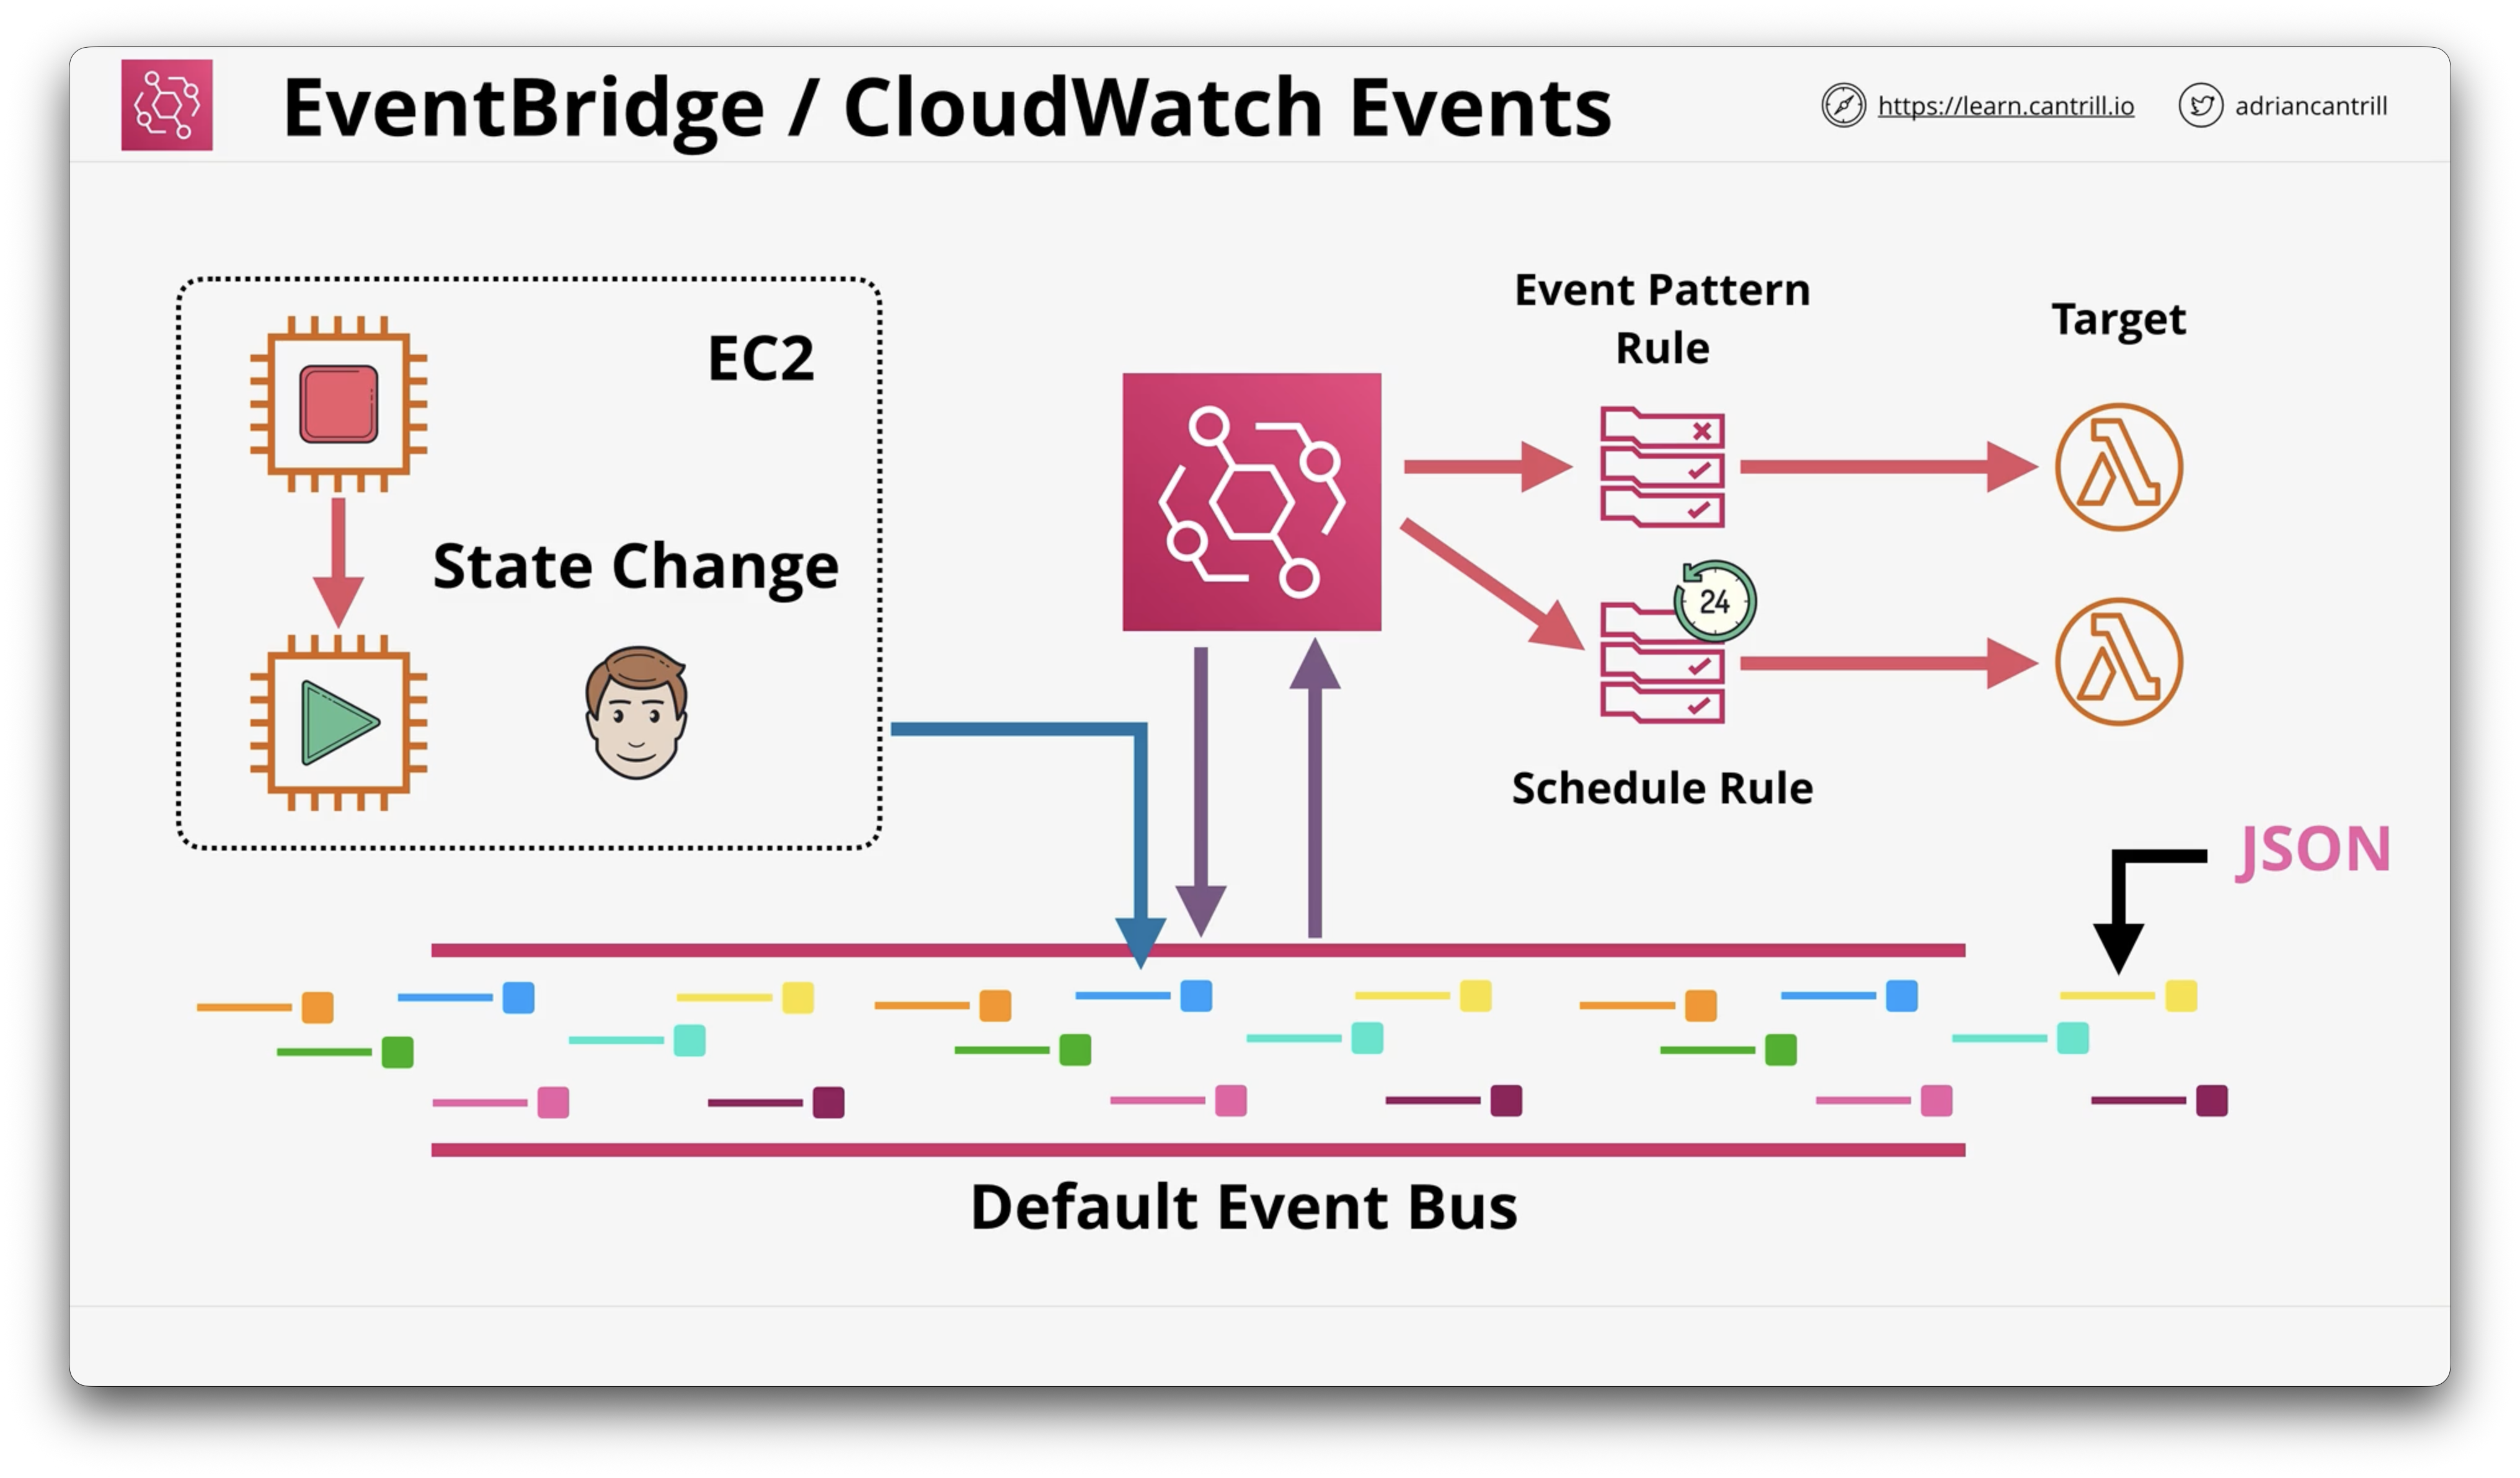 EventBridge / CloudWatch Events
https://learn.cantrill.io
adriancantrill
EC2
State Change
Event Pattern
Rule
Target
24
Schedule Rule
JSON
Default Event Bus